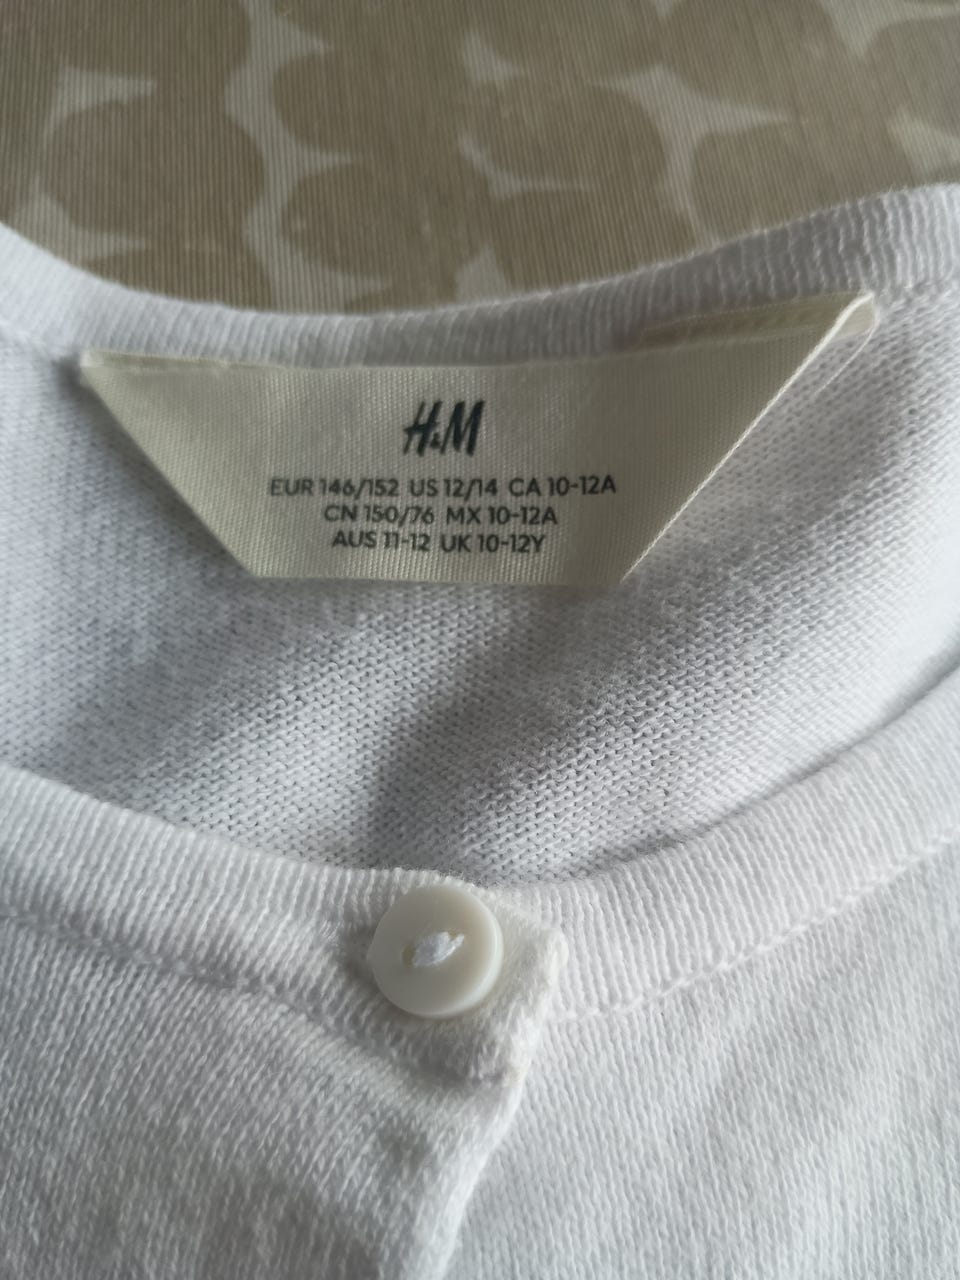 H&M
EUR 146/152 US 12/14 CA 10-12A
CN 150/76 MX 10-12A
AUS 11-12 UK 10-12Y